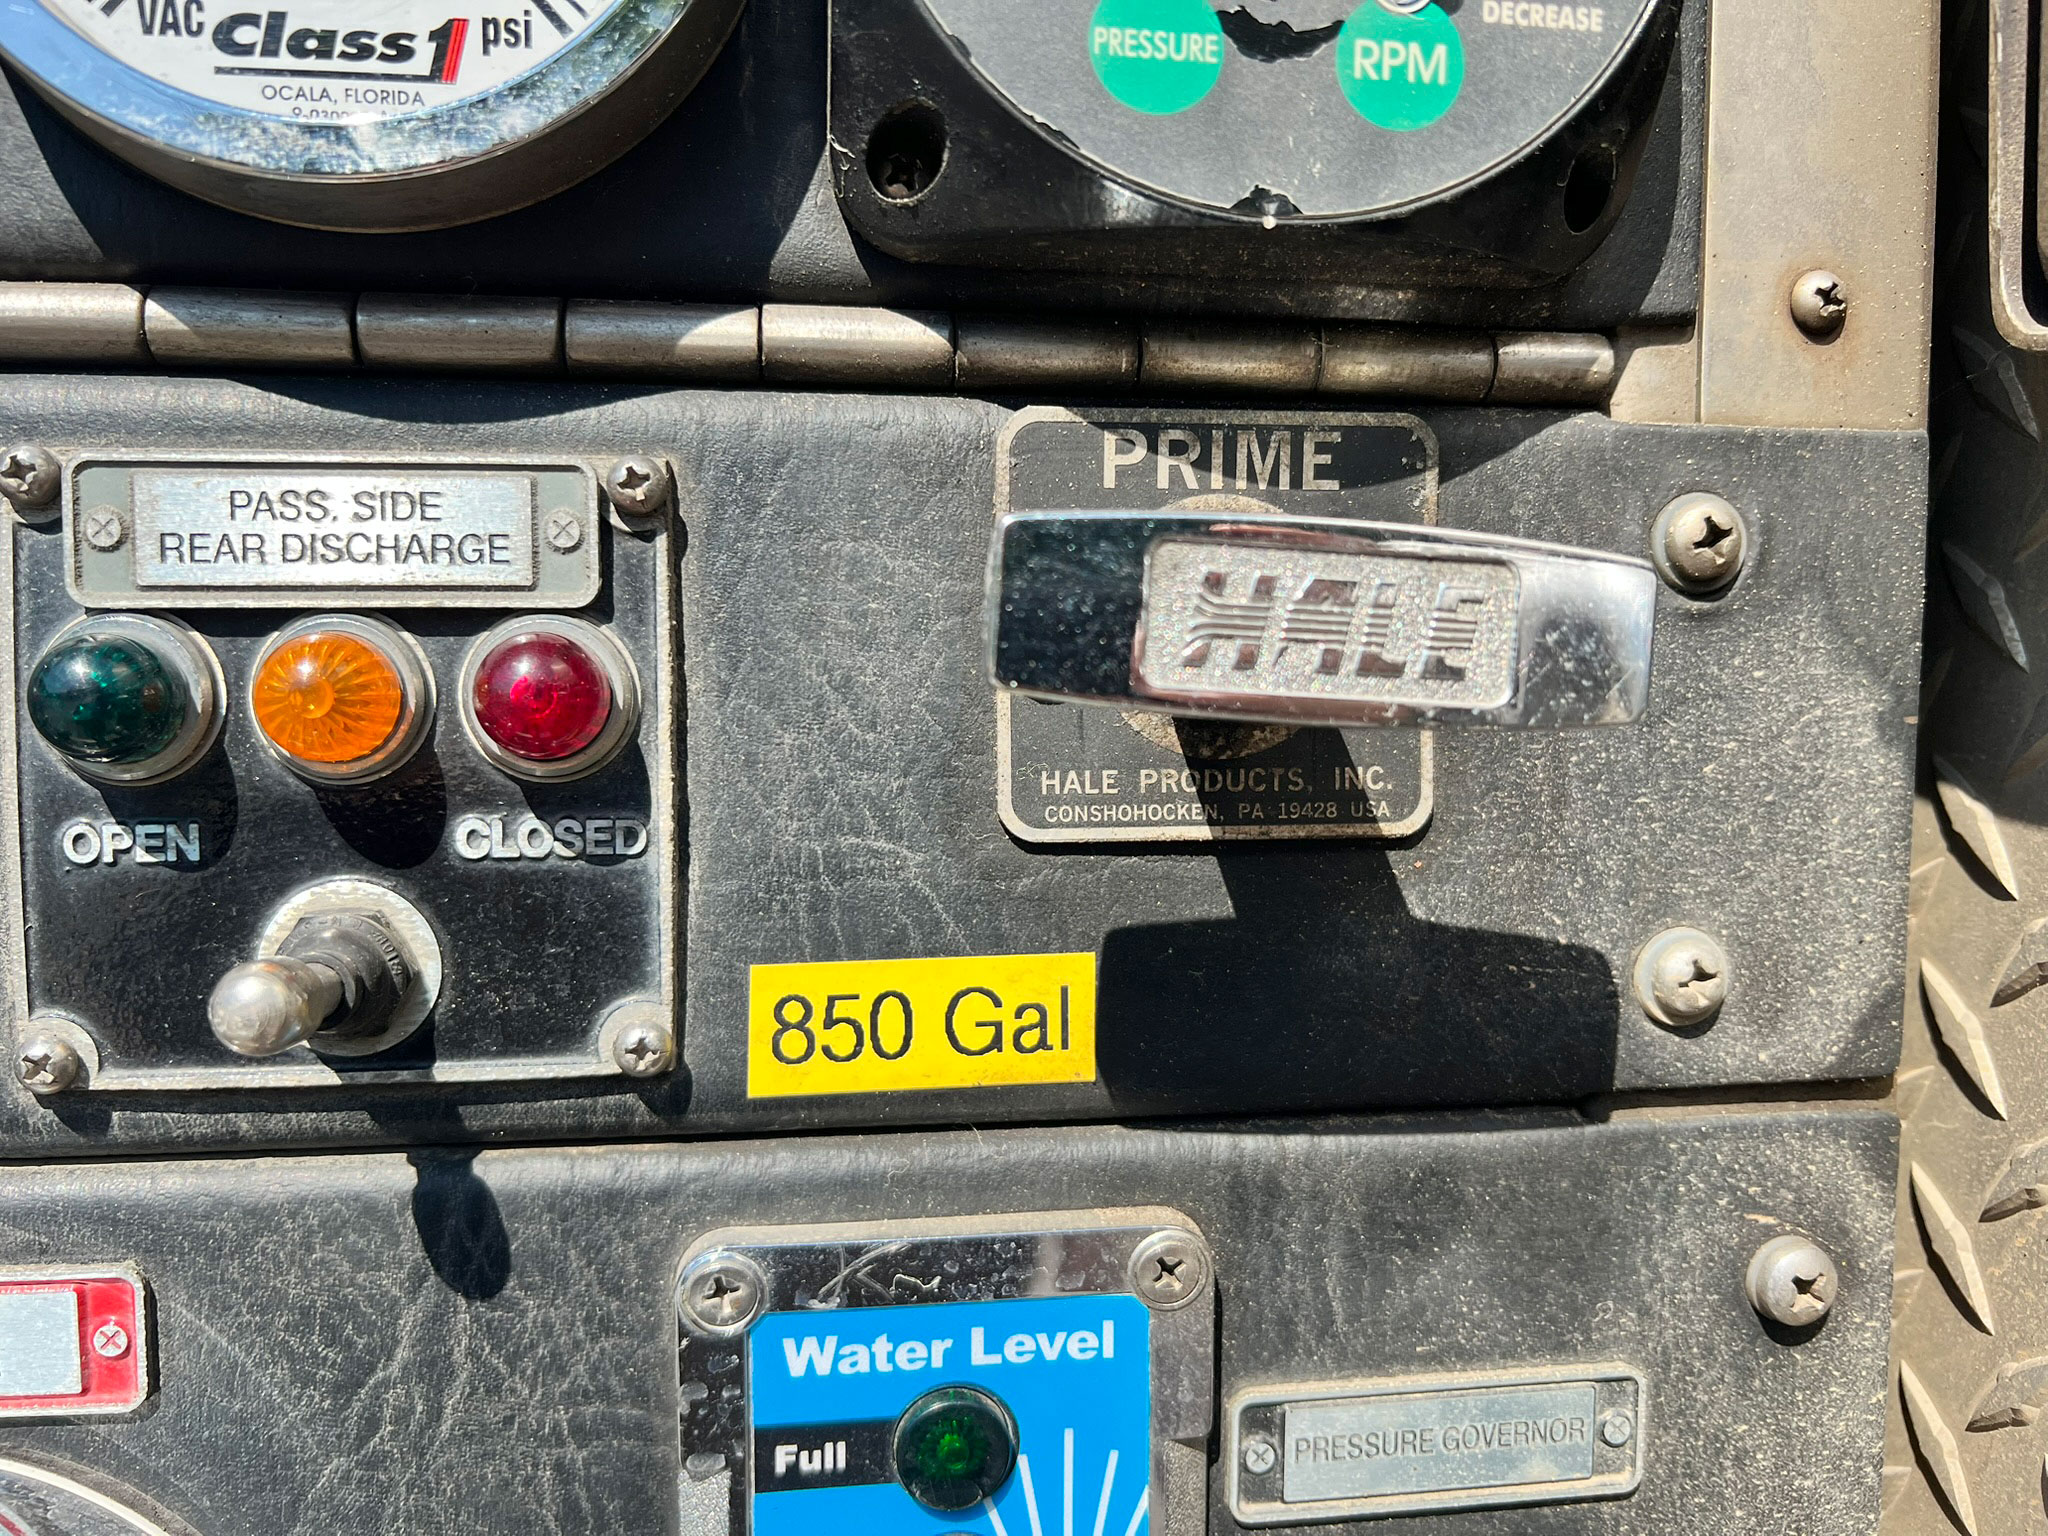 VAC Class 1 psi
OCALA, FLORIDA
PRESSURE
RPM
DECREASE
PRIME
HALE
HALE PRODUCTS, INC.
CONSHOHOCKEN, PA 19428 USA
PASS. SIDE
REAR DISCHARGE
OPEN
CLOSED
850 Gal
Water Level
Full
PRESSURE GOVERNOR